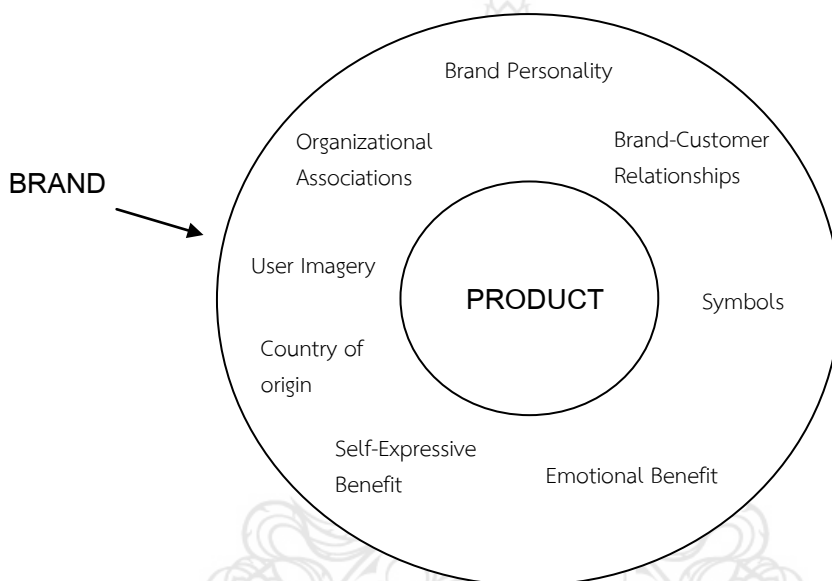 Brand Personality
Organizational
Associations
Brand-Customer
Relationships
BRAND
User Imagery
PRODUCT
Symbols
Country of
origin
Self-Expressive
Benefit
Emotional Benefit